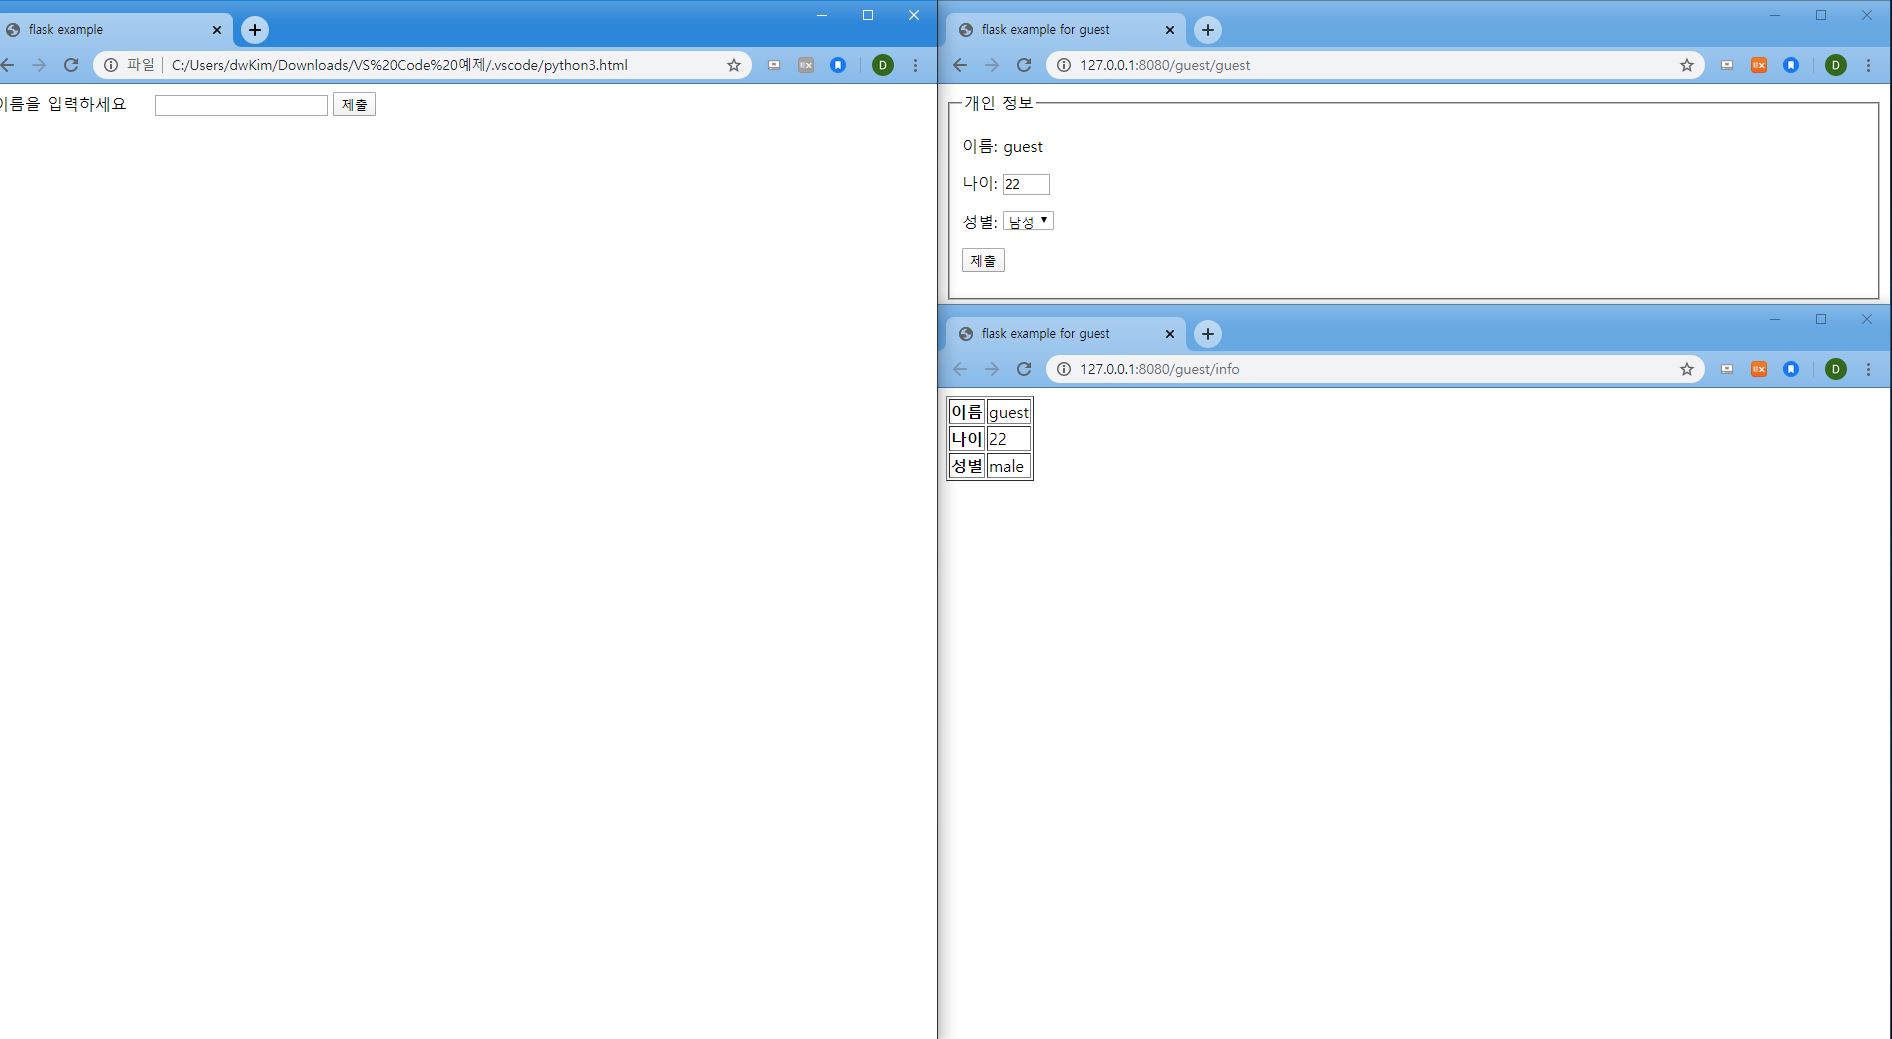 flask example
파일 C:/Users/dwKim/Downloads/VS%20Code%20예제/.vscode/python3.html
D
이름을 입력하세요 제출
flask example for guest
127.0.0.1:8080/guest/guest
D
개인 정보
이름: guest
나이: 22
성별: 남성
제출
flask example for guest
127.0.0.1:8080/guest/info
D
이름 guest
나이 22
성별 male